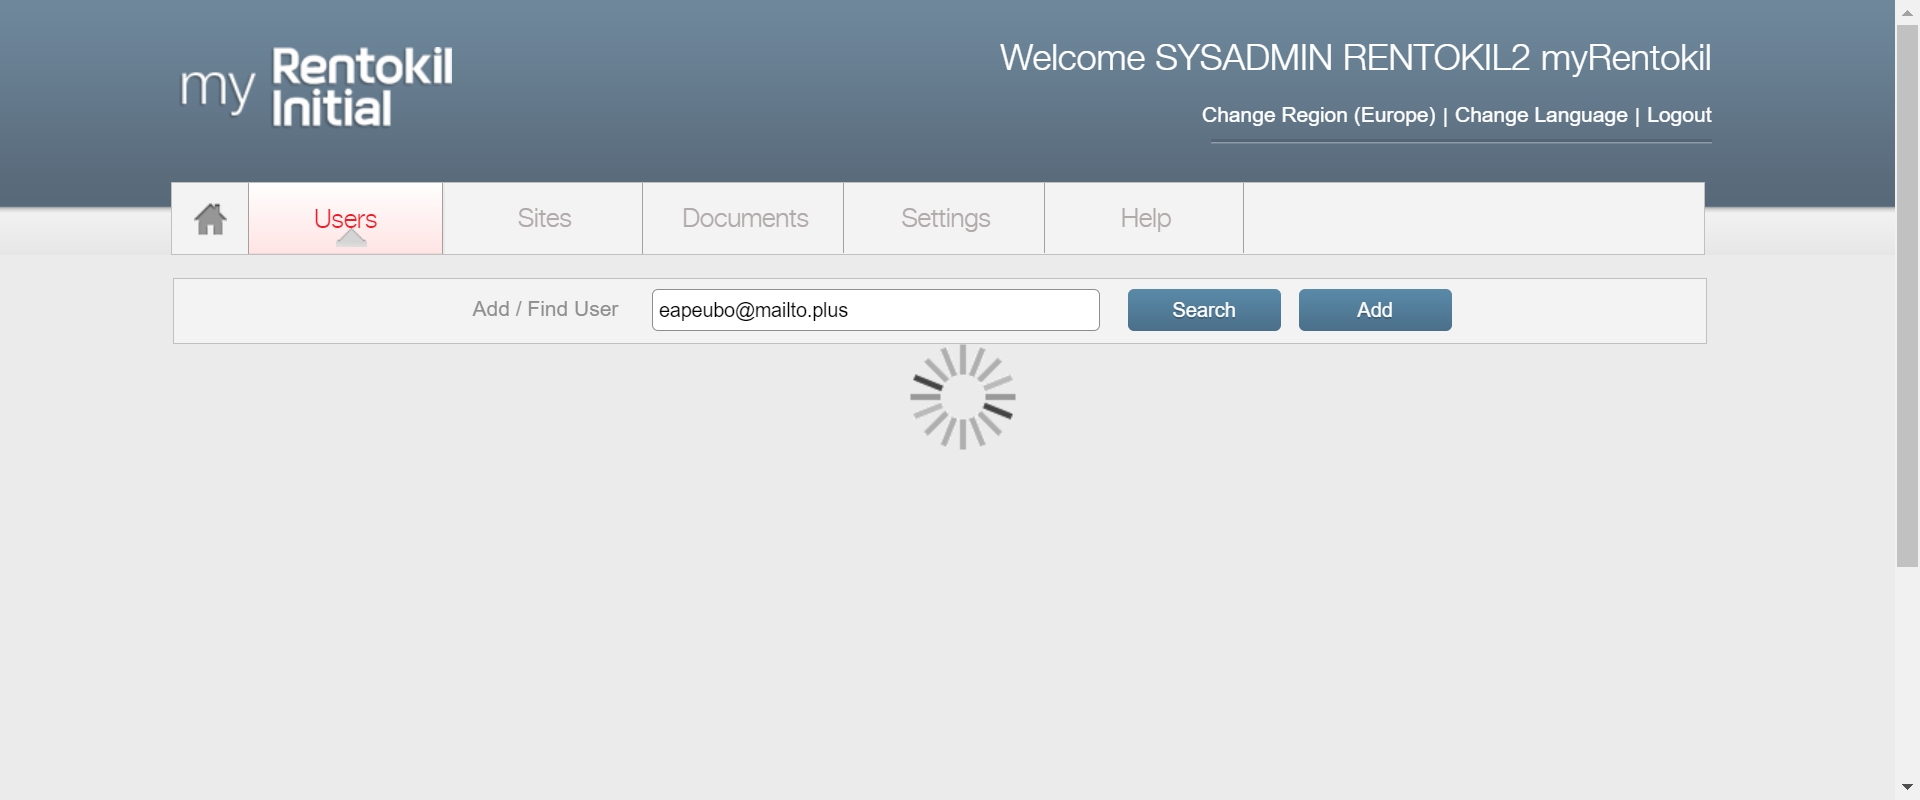 my Rentokil Initial
Welcome SYSADMIN RENTOKIL2 myRentokil
Change Region (Europe) | Change Language | Logout
Users Sites Documents Settings Help
Add / Find User eapeubo@mailto.plus Search Add